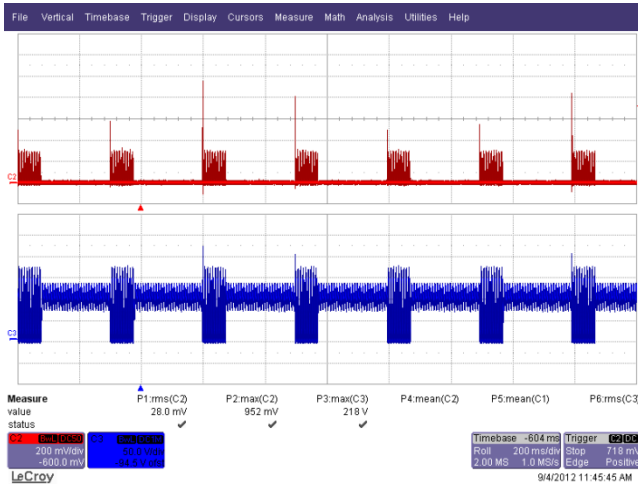 File Vertical Timebase Trigger Display Cursors Measure Math Analysis Utilities Help
C2
C3
Measure P1:rms(C2) P2:max(C2) P3:max(C3) P4:mean(C2) P5:mean(C1) P6:rms(C3)
value 28.0 mV 952 mV 218 V
status
C2 BwL DC50
200 mV/div
-600.0 mV
C3
50.0 V/div
Timebase -604 ms
Roll 200 ms/div
2.00 MS 1.0 MS/s
Trigger C2 DC
Stop 718 mV
Edge Positive
LeCroy
9/4/2012 11:45:45 AM